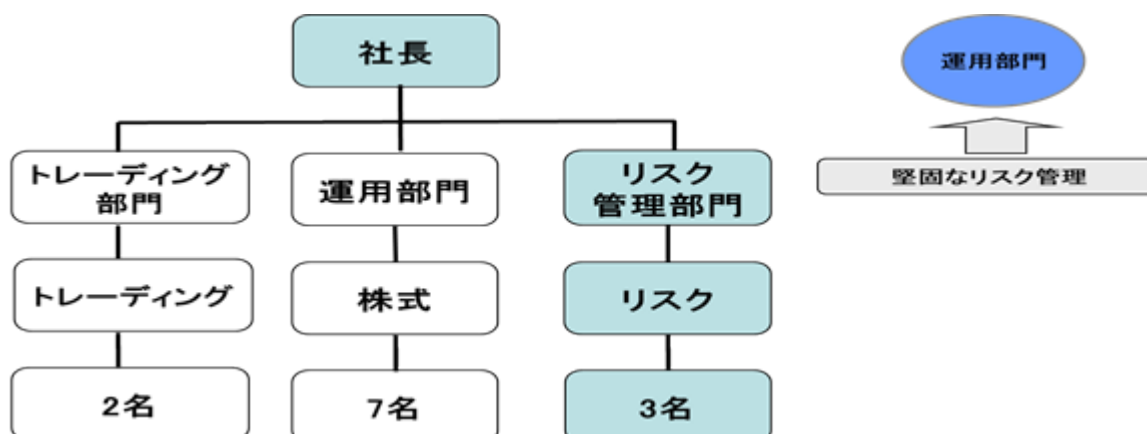 社長
運用部門
トレーディング
部門
運用部門
リスク
管理部門
堅固なリスク管理
トレーディング
株式
リスク
2名
7名
3名